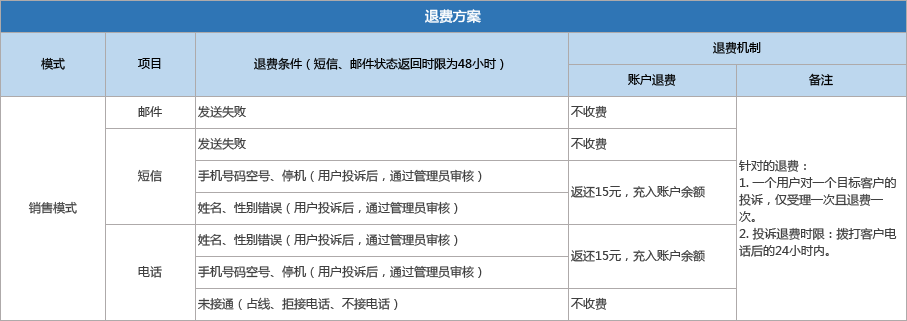 退费方案
模式
项目
退费条件（短信、邮件状态返回时限为48小时）
退费机制
账户退费
备注
销售模式
邮件
发送失败
不收费
短信
发送失败
不收费
手机号码空号、停机（用户投诉后，通过管理员审核）
返还15元，充入账户余额
姓名、性别错误（用户投诉后，通过管理员审核）
电话
姓名、性别错误（用户投诉后，通过管理员审核）
返还15元，充入账户余额
手机号码空号、停机（用户投诉后，通过管理员审核）
未接通（占线、拒接电话、不接电话）
不收费
针对的退费：
1. 一个用户对一个目标客户的
投诉，仅受理一次且退费一
次。
2. 投诉退费时限：拨打客户电
话后的24小时内。